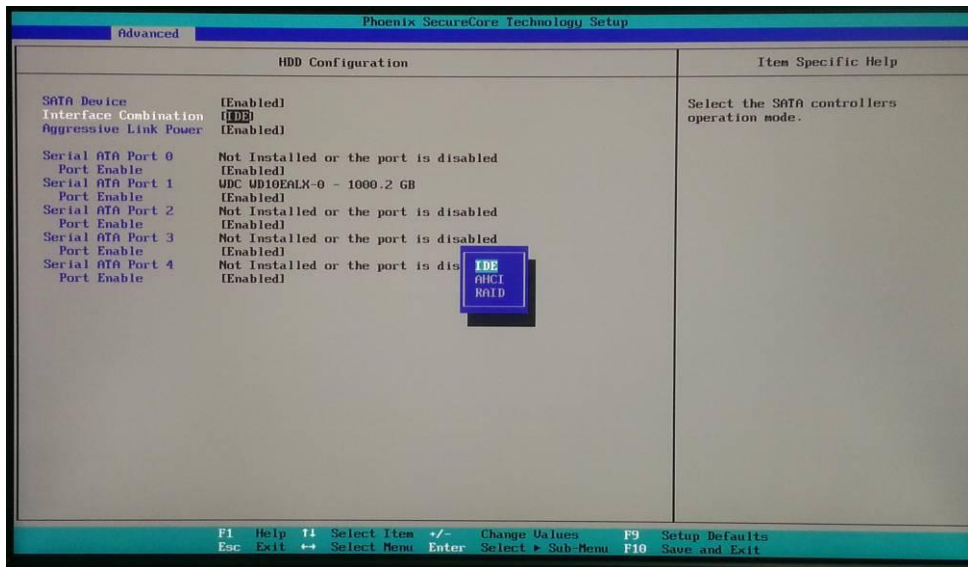 Phoenix SecureCore Technology Setup
Advanced
HDD Configuration
Item Specific Help
SATA Device [Enabled]
Interface Combination [IDE]
Aggressive Link Power [Enabled]
Select the SATA controllers
operation mode.
Serial ATA Port 0 Not Installed or the port is disabled
Port Enable [Enabled]
Serial ATA Port 1 WDC WD10EALX-0 - 1000.2 GB
Port Enable [Enabled]
Serial ATA Port 2 Not Installed or the port is disabled
Port Enable [Enabled]
Serial ATA Port 3 Not Installed or the port is disabled
Port Enable [Enabled]
Serial ATA Port 4 Not Installed or the port is dis
Port Enable [Enabled]
IDE
AHCI
RAID
F1 Help ↑↓ Select Item +/- Change Values F9 Setup Defaults
Esc Exit ↔ Select Menu Enter Select ▶ Sub-Menu F10 Save and Exit